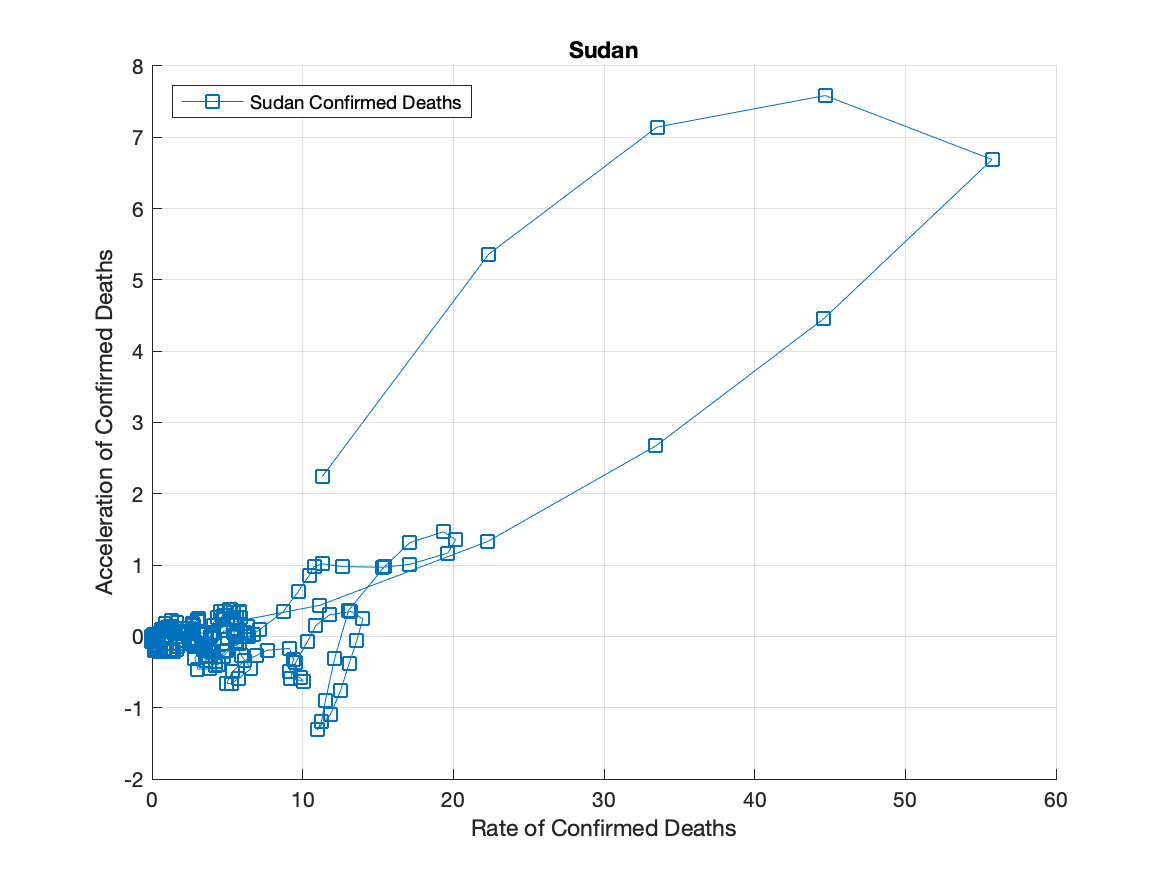 Sudan
8
7
6
5
4
3
2
1
0
-1
-2
Sudan Confirmed Deaths
Acceleration of Confirmed Deaths
0 10 20 30 40 50 60
Rate of Confirmed Deaths